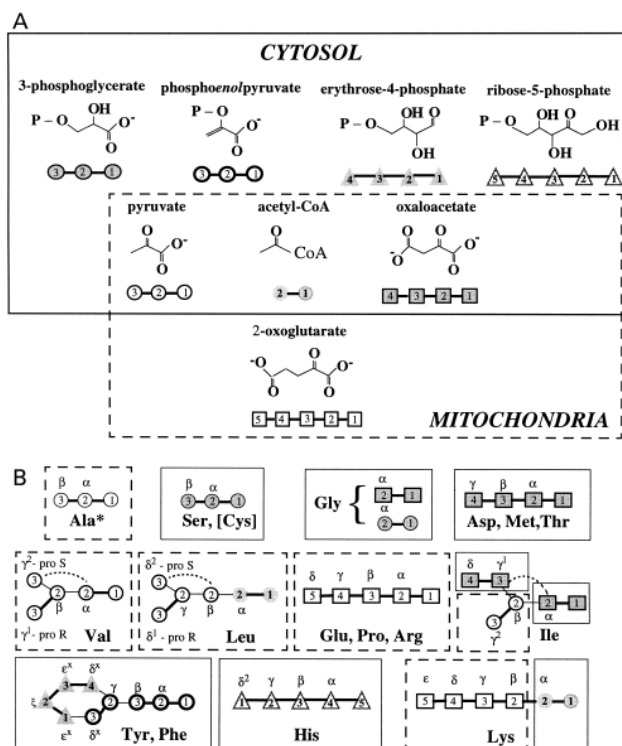 A
CYTOSOL
3-phosphoglycerate phosphoenolpyruvate erythrose-4-phosphate ribose-5-phosphate
P – O OH O O⁻
P – O O O⁻
P – O OH O OH
P – O OH O OH OH
3 2 1
3 2 1
4 3 2 1
5 4 3 2 1
pyruvate acetyl-CoA oxaloacetate
O O⁻ O
O CoA
O O O⁻ ⁻O O
3 2 1
2 1
4 3 2 1
2-oxoglutarate
⁻O O O O⁻ O
5 4 3 2 1
MITOCHONDRIA
B
β α
3 2 1
Ala*
β α
3 2 1
Ser, [Cys]
Gly {
α
2 1
α
2 1
γ β α
4 3 2 1
Asp, Met,Thr
γ² - pro S
3 2 2 1
3 β α
γ¹- pro R Val
δ² - pro S
3 2 2 2 1
3 γ β α
δ¹ - pro R Leu
δ γ β α
5 4 3 2 1
Glu, Pro, Arg
δ γ¹
4 3
2 2 1
3 β α
γ² Ile
εˣ δˣ
3 4 γ β α
ξ 2 2 3 2 1
1 3
εˣ δˣ Tyr, Phe
δ² γ β α
1 2 3 4 5
His
ε δ γ β α
5 4 3 2 2 1
Lys